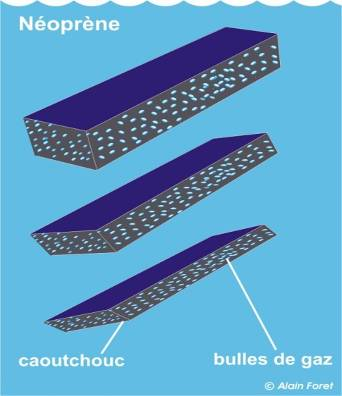 Néoprène
caoutchouc
bulles de gaz
© Alain Foret